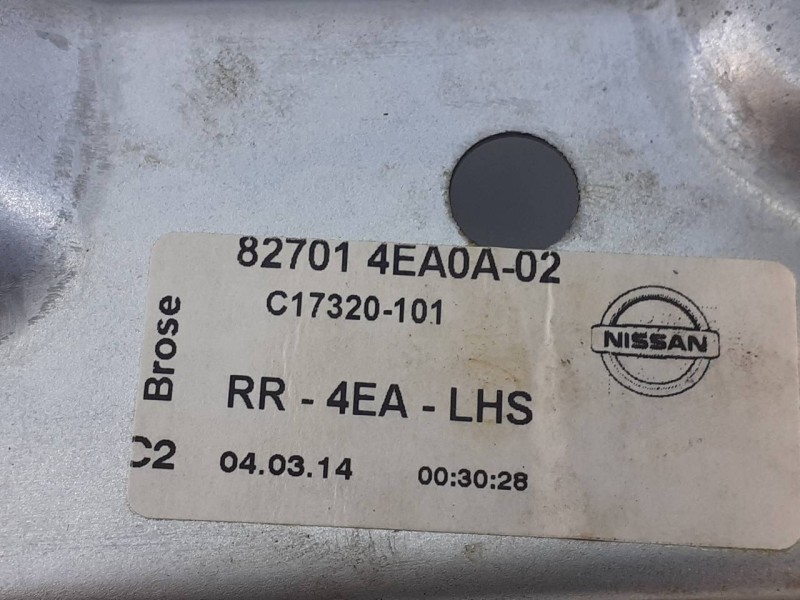 82701 4EA0A-02
C17320-101
NISSAN
Brose
RR - 4EA - LHS
C2
04.03.14 00:30:28